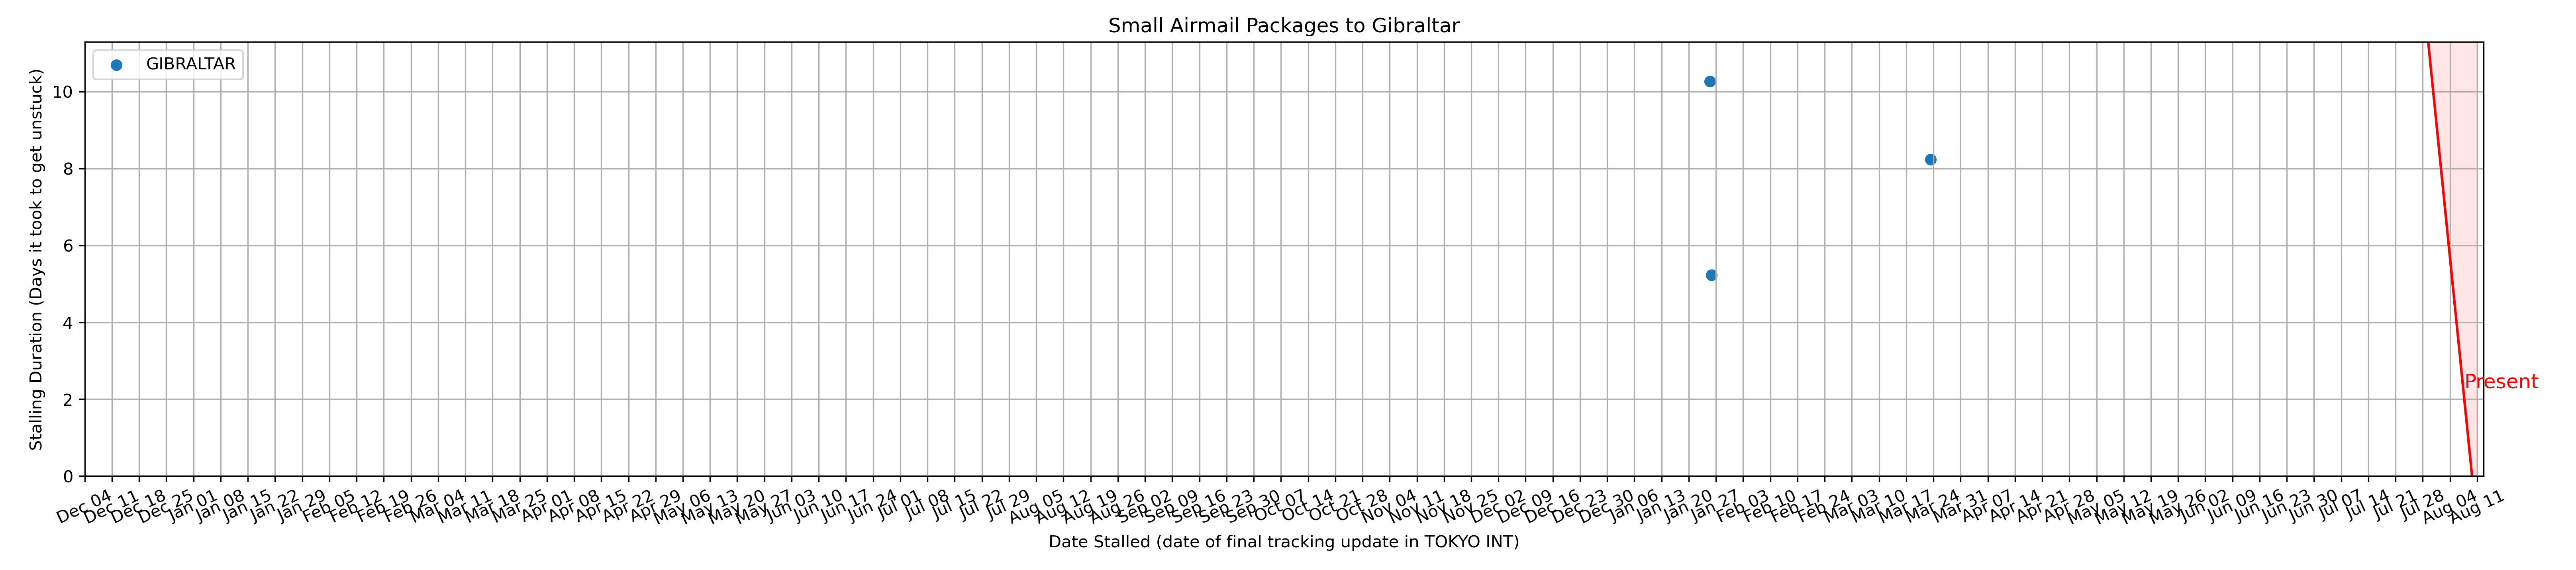 Small Airmail Packages to Gibraltar
GIBRALTAR
Stalling Duration (Days it took to get unstuck)
10
8
6
4
2
0
Present
Dec 04
Dec 11
Dec 18
Dec 25
Jan 01
Jan 08
Jan 15
Jan 22
Jan 29
Feb 05
Feb 12
Feb 19
Feb 26
Mar 04
Mar 11
Mar 18
Mar 25
Apr 01
Apr 08
Apr 15
Apr 22
Apr 29
May 06
May 13
May 20
May 27
Jun 03
Jun 10
Jun 17
Jun 24
Jul 01
Jul 08
Jul 15
Jul 22
Jul 29
Aug 05
Aug 12
Aug 19
Aug 26
Sep 02
Sep 09
Sep 16
Sep 23
Sep 30
Oct 07
Oct 14
Oct 21
Oct 28
Nov 04
Nov 11
Nov 18
Nov 25
Dec 02
Dec 09
Dec 16
Dec 23
Dec 30
Jan 06
Jan 13
Jan 20
Jan 27
Feb 03
Feb 10
Feb 17
Feb 24
Mar 03
Mar 10
Mar 17
Mar 24
Mar 31
Apr 07
Apr 14
Apr 21
Apr 28
May 05
May 12
May 19
May 26
Jun 02
Jun 09
Jun 16
Jun 23
Jun 30
Jul 07
Jul 14
Jul 21
Jul 28
Aug 04
Aug 11
Date Stalled (date of final tracking update in TOKYO INT)